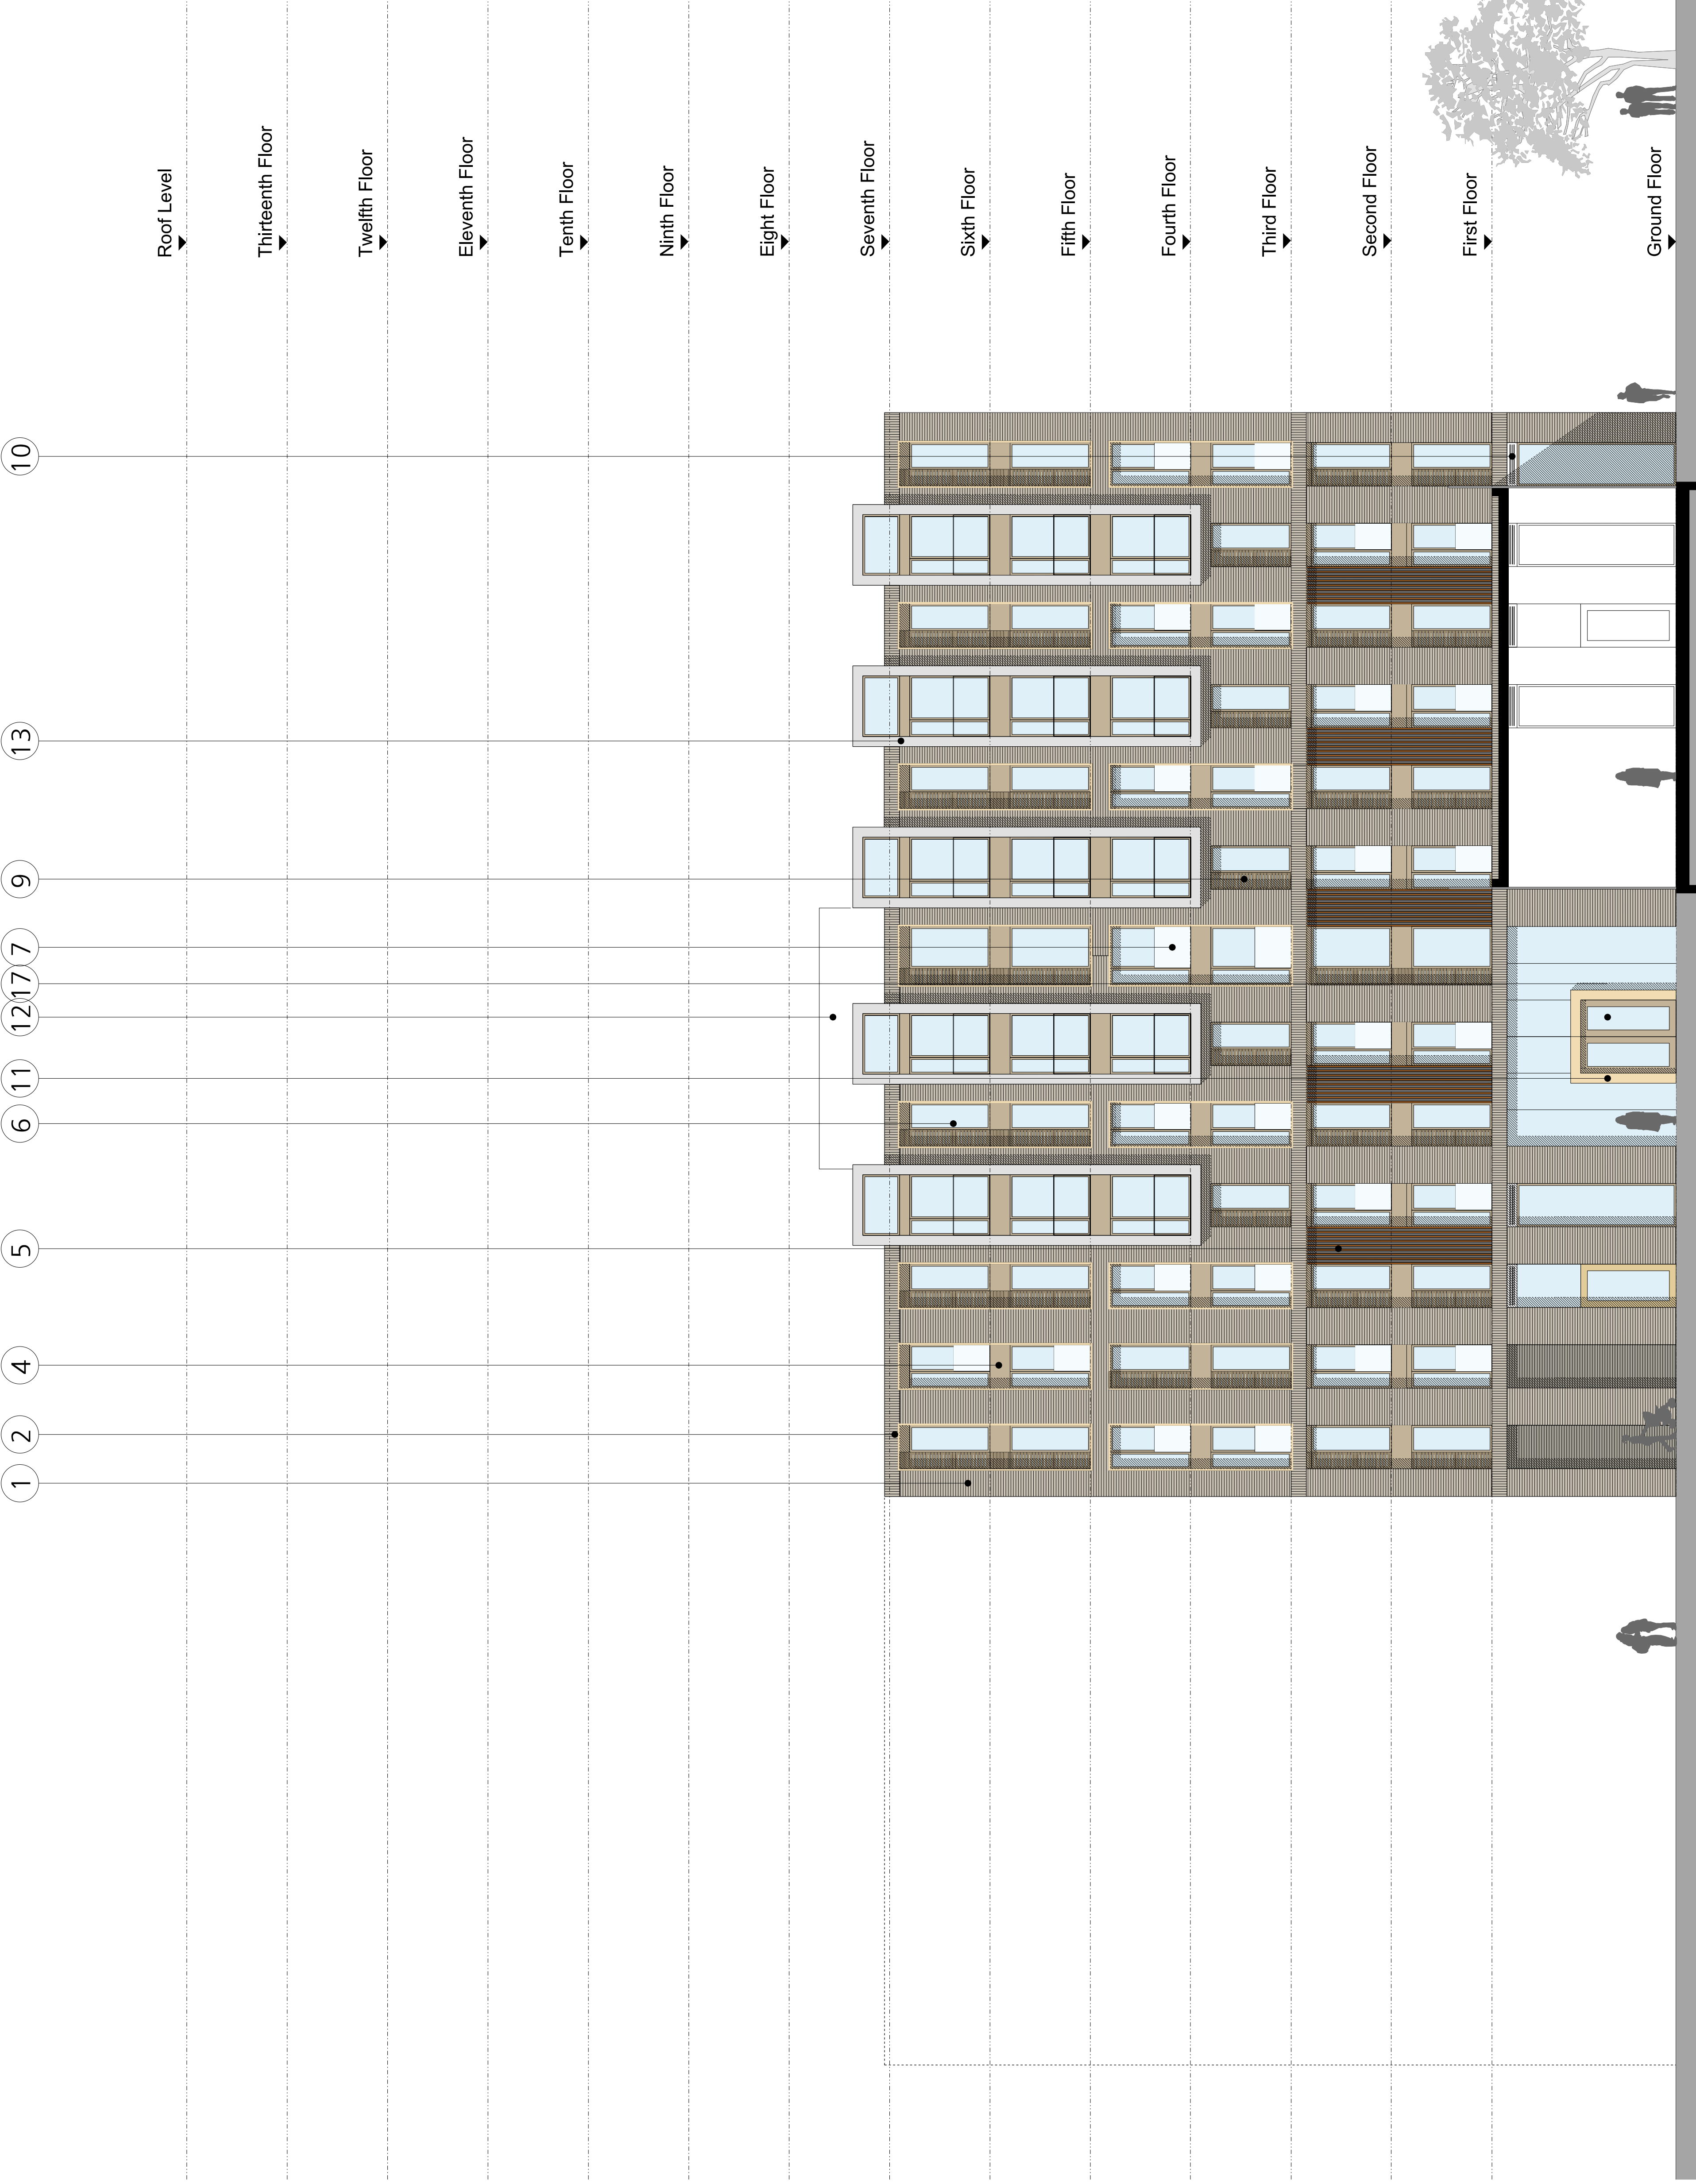 Roof Level
Thirteenth Floor
Twelfth Floor
Eleventh Floor
Tenth Floor
Ninth Floor
Eight Floor
Seventh Floor
Sixth Floor
Fifth Floor
Fourth Floor
Third Floor
Second Floor
First Floor
Ground Floor
10
13
9
7
17
12
11
6
5
4
2
1